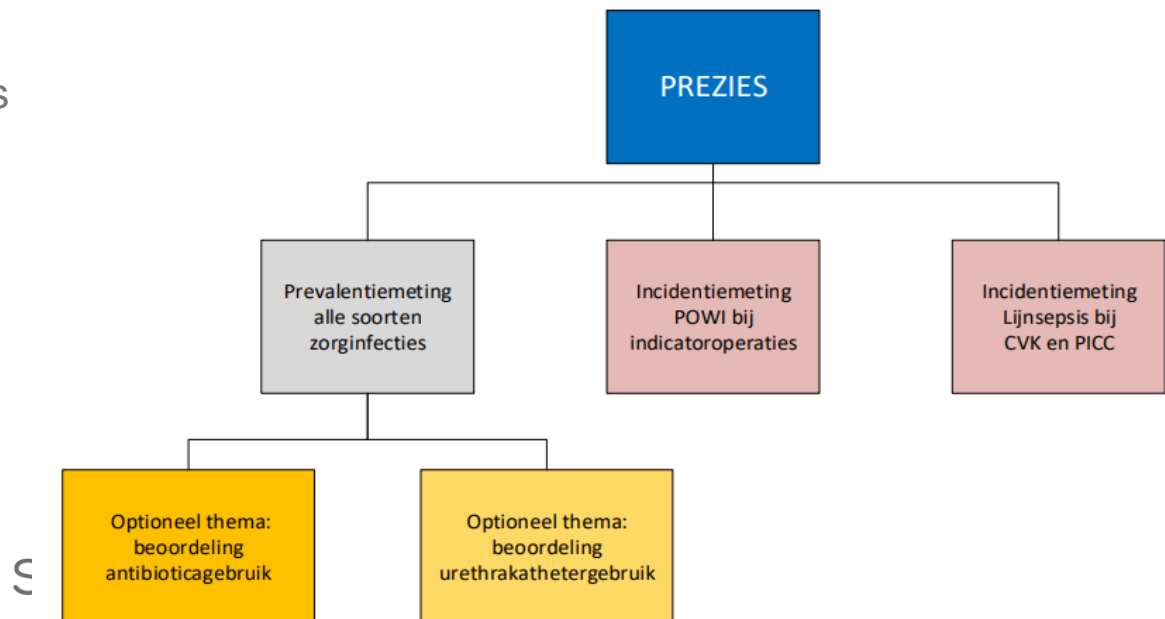 PREZIES
s
Prevalentiemeting
alle soorten
zorginfecties
Incidentiemeting
POWI bij
indicatoroperaties
Incidentiemeting
Lijnsepsis bij
CVK en PICC
Optioneel thema:
beoordeling
antibioticagebruik
Optioneel thema:
beoordeling
urethrakathetergebruik
S